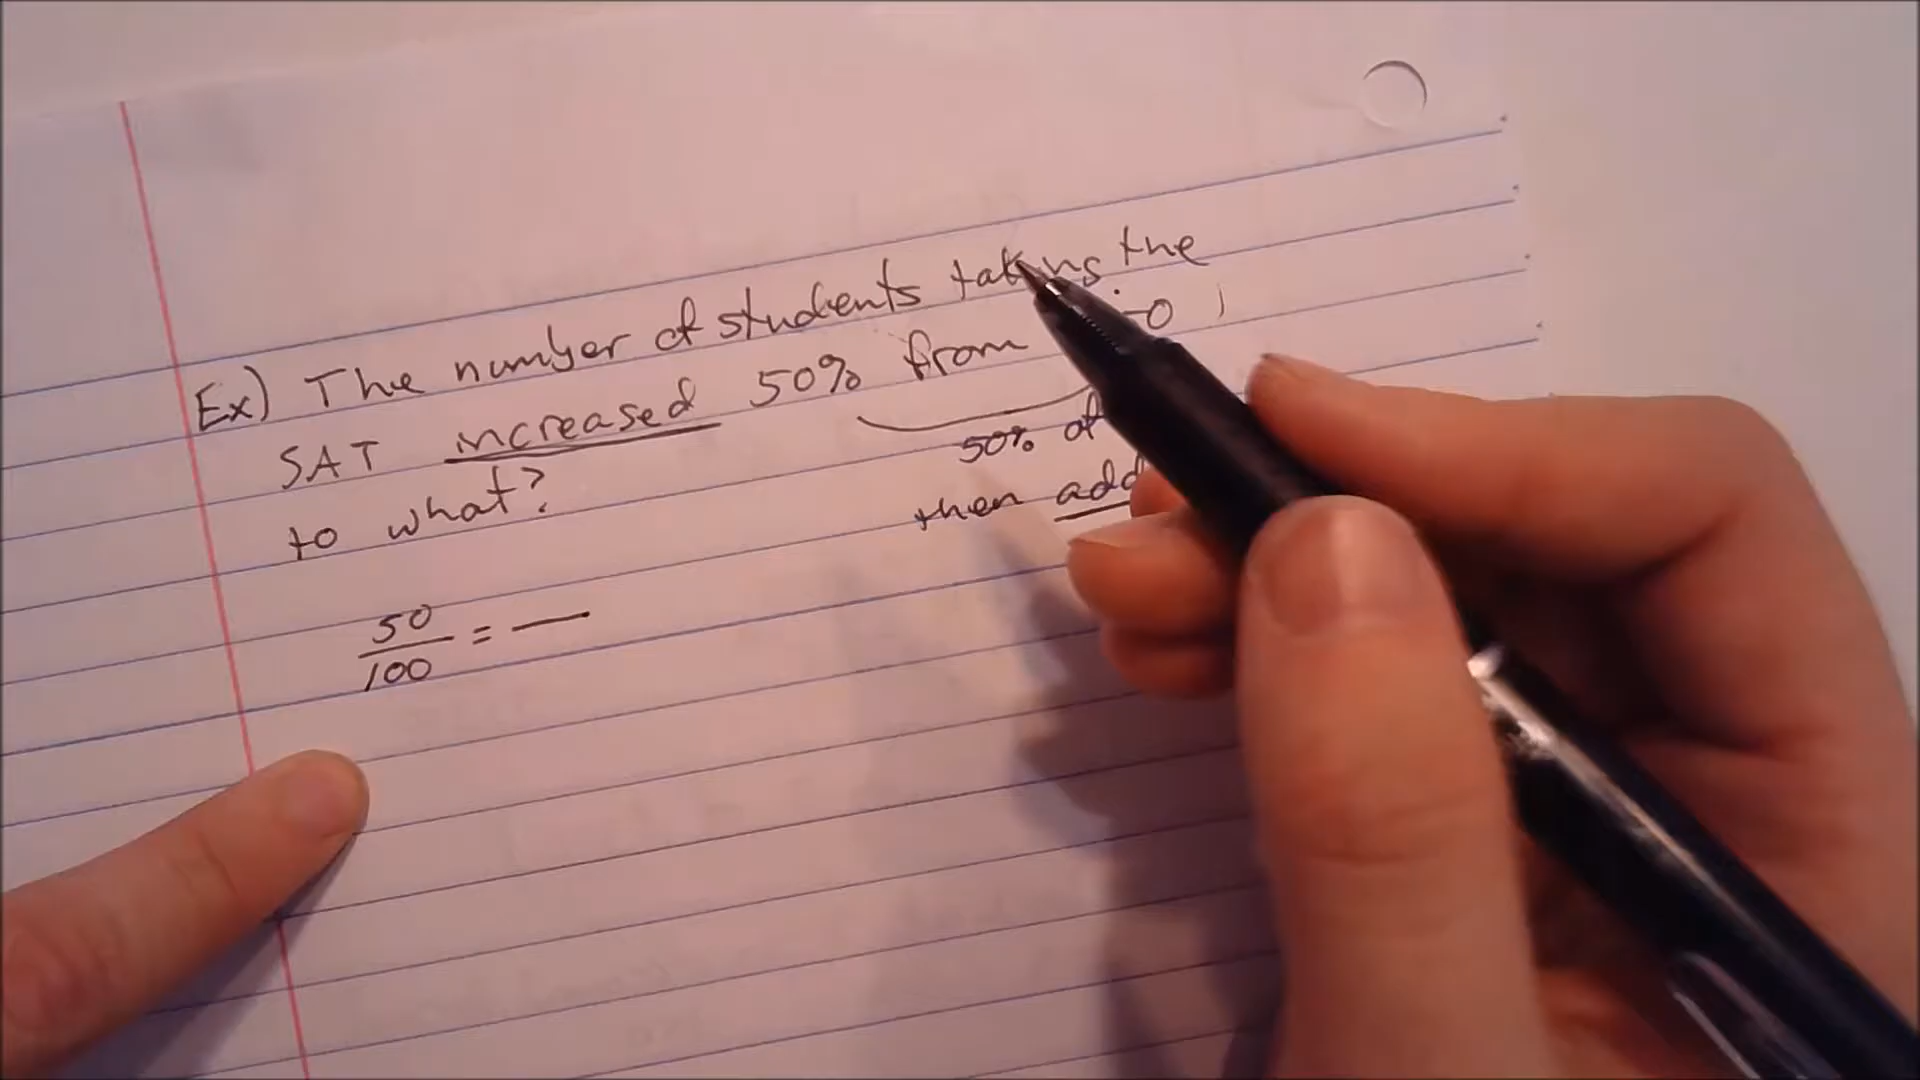 Ex) The number of students taking the
SAT increased 50% from
to what?
50% of
then add
50
100
= —